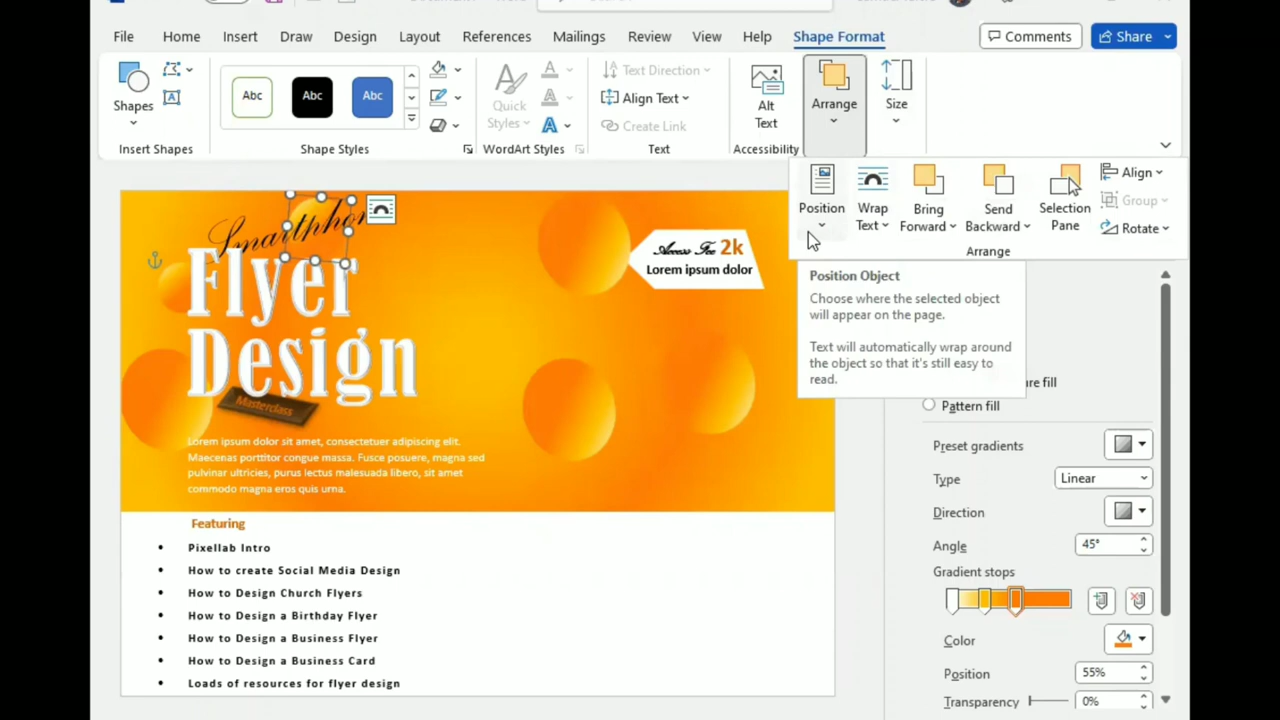 File Home Insert Draw Design Layout References Mailings Review View Help Shape Format Comments Share
Shapes
Abc Abc Abc
Quick Styles
Text Direction
Align Text
Create Link
Alt Text
Arrange
Size
Insert Shapes Shape Styles WordArt Styles Text Accessibility
Position
Wrap Text
Bring Forward
Send Backward
Selection Pane
Align
Group
Rotate
Arrange
Position Object
Choose where the selected object
will appear on the page.
Text will automatically wrap around
the object so that it's still easy to
read.
Flyer
Design
Masterclass
Access Fee 2k
Lorem ipsum dolor
Lorem ipsum dolor sit amet, consectetuer adipiscing elit.
Maecenas porttitor congue massa. Fusce posuere, magna sed
pulvinar ultricies, purus lectus malesuada libero, sit amet
commodo magna eros quis urna.
Featuring
• Pixellab Intro
• How to create Social Media Design
• How to Design Church Flyers
• How to Design a Birthday Flyer
• How to Design a Business Flyer
• How to Design a Business Card
• Loads of resources for flyer design
fill
Pattern fill
Preset gradients
Type Linear
Direction
Angle 45°
Gradient stops
Color
Position 55%
Transparency 0%